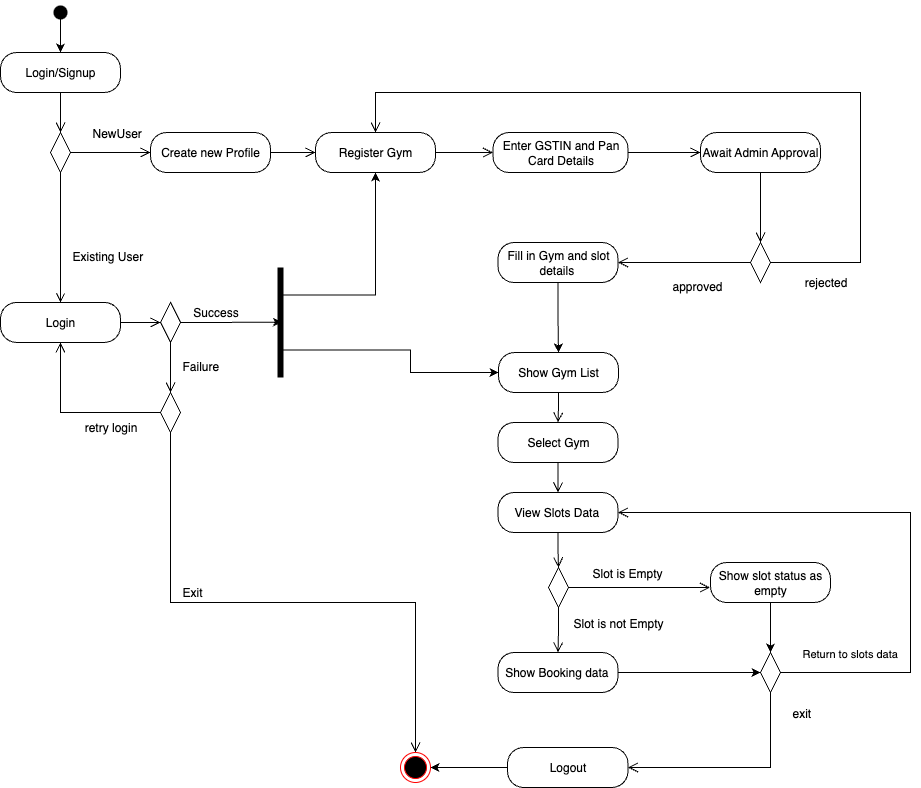 Login/Signup
NewUser
Create new Profile
Register Gym
Enter GSTIN and Pan
Card Details
Await Admin Approval
Existing User
Fill in Gym and slot
details
approved
rejected
Login
Success
Failure
Show Gym List
retry login
Select Gym
View Slots Data
Slot is Empty
Show slot status as
empty
Exit
Slot is not Empty
Show Booking data
Return to slots data
exit
Logout